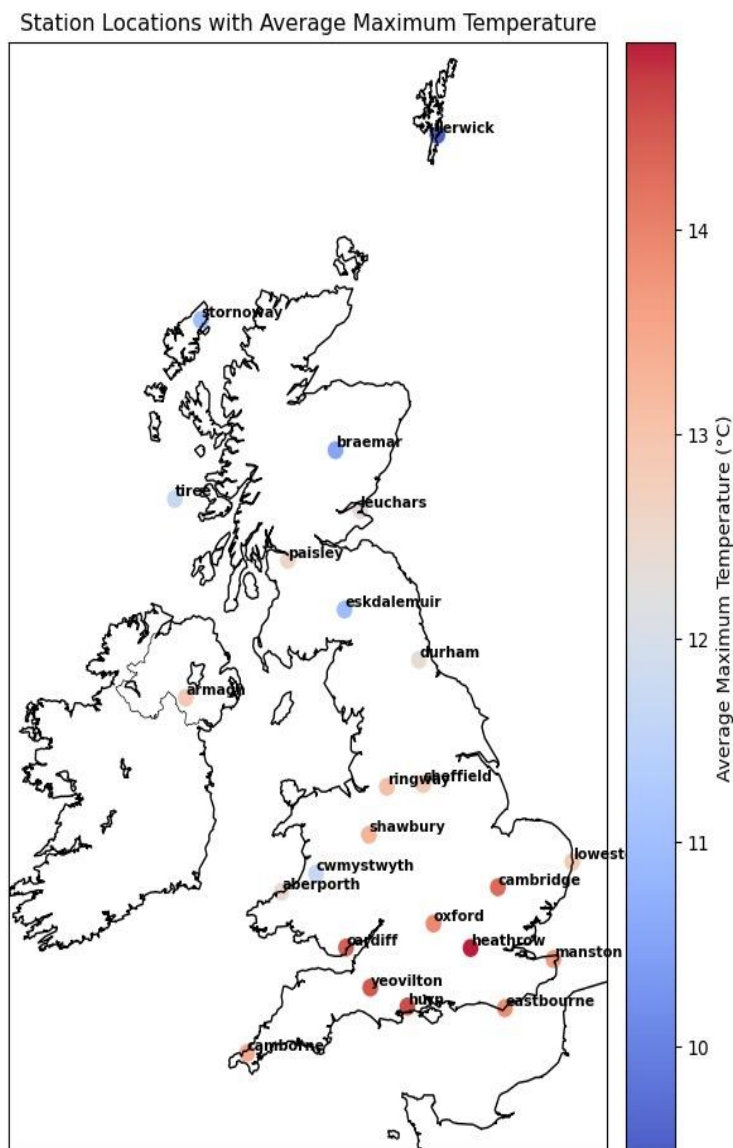 Station Locations with Average Maximum Temperature
lerwick
stornoway
braemar
tiree
leuchars
paisley
eskdalemuir
durham
armagh
ringway
sheffield
shawbury
lowest
cwmystwyth
aberporth
cambridge
oxford
cardiff
heathrow
manston
yeovilton
hurn
eastbourne
camborne
14
13
12
11
10
Average Maximum Temperature (°C)